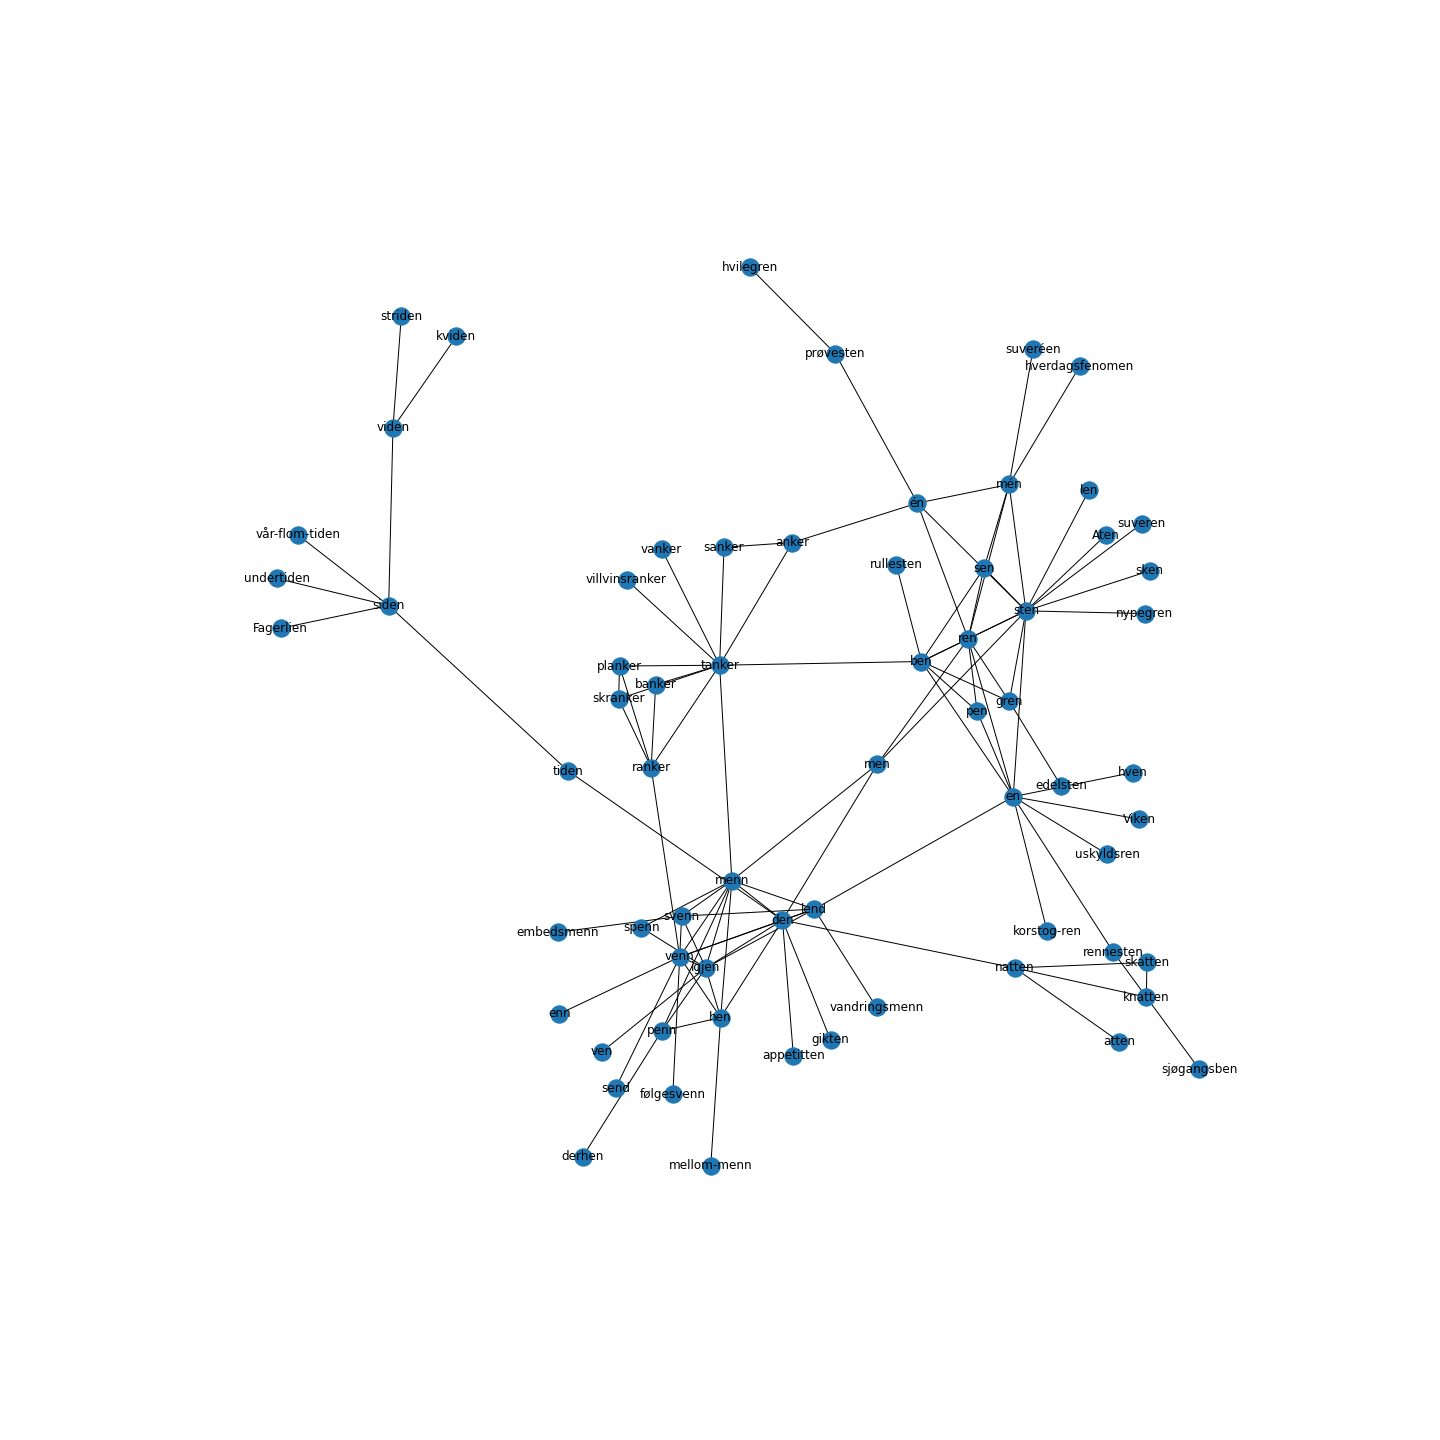 hvilegren
striden
kviden
suveréen
prøvesten
hverdagsfenomen
viden
mén
len
én
suveren
vår-flom-tiden
Aten
anker
sanker
vanker
rullesten
sen
sken
undertiden
villvinsranker
siden
sten
nypegren
Fagerlien
ren
ben
planker
tanker
banker
skranker
gren
pen
men
ranker
tiden
hven
edelsten
en
Viken
uskyldsren
menn
lend
svenn
den
spenn
embedsmenn
korstog-ren
rennesten
venn
skatten
igjen
natten
knatten
vandringsmenn
enn
hen
penn
gikten
atten
ven
appetitten
sjøgangsben
send
følgesvenn
derhen
mellom-menn